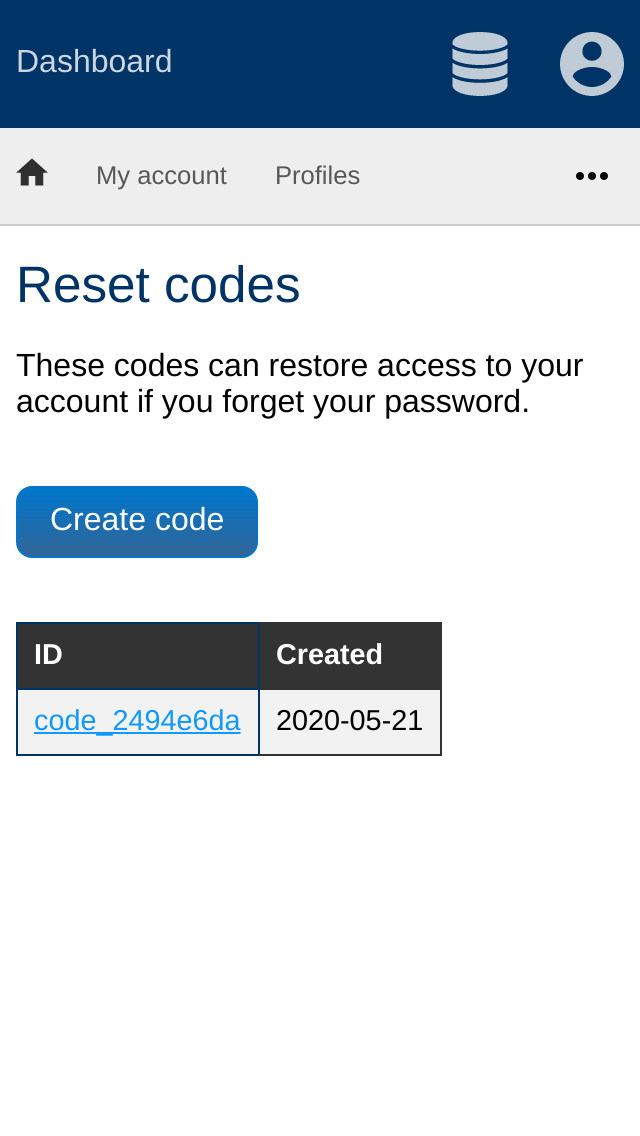 Dashboard
My account Profiles
Reset codes
These codes can restore access to your
account if you forget your password.
Create code
ID Created
code_2494e6da 2020-05-21